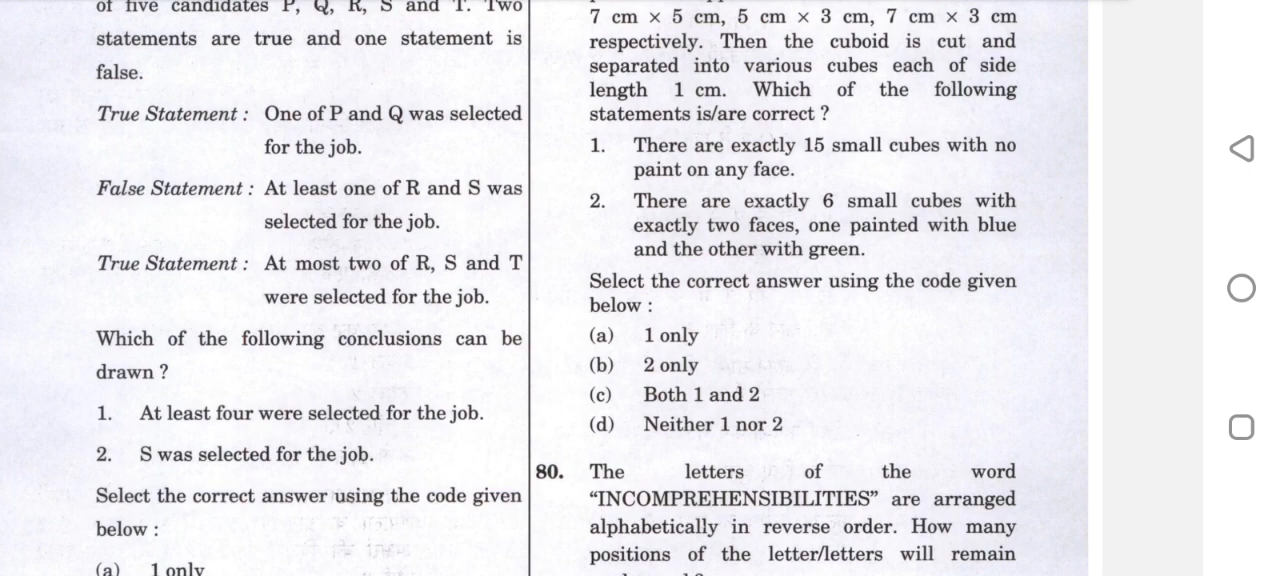 of five candidates P, Q, R, S and T. Two
statements are true and one statement is
false.
True Statement : One of P and Q was selected
for the job.
False Statement : At least one of R and S was
selected for the job.
True Statement : At most two of R, S and T
were selected for the job.
Which of the following conclusions can be
drawn ?
1. At least four were selected for the job.
2. S was selected for the job.
Select the correct answer using the code given
below :
(a) 1 only
7 cm × 5 cm, 5 cm × 3 cm, 7 cm × 3 cm
respectively. Then the cuboid is cut and
separated into various cubes each of side
length 1 cm. Which of the following
statements is/are correct ?
1. There are exactly 15 small cubes with no
paint on any face.
2. There are exactly 6 small cubes with
exactly two faces, one painted with blue
and the other with green.
Select the correct answer using the code given
below :
(a) 1 only
(b) 2 only
(c) Both 1 and 2
(d) Neither 1 nor 2
80. The letters of the word
“INCOMPREHENSIBILITIES” are arranged
alphabetically in reverse order. How many
positions of the letter/letters will remain